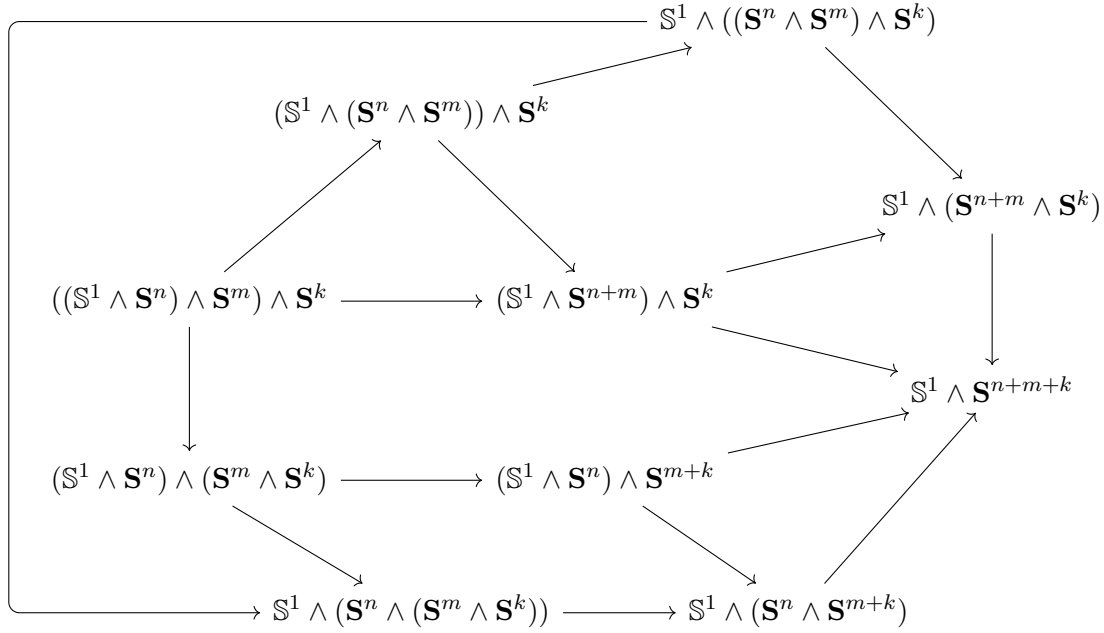 𝕊¹ ∧ ((𝐒ⁿ ∧ 𝐒ᵐ) ∧ 𝐒ᵏ)
(𝕊¹ ∧ (𝐒ⁿ ∧ 𝐒ᵐ)) ∧ 𝐒ᵏ
𝕊¹ ∧ (𝐒ⁿ⁺ᵐ ∧ 𝐒ᵏ)
((𝕊¹ ∧ 𝐒ⁿ) ∧ 𝐒ᵐ) ∧ 𝐒ᵏ (𝕊¹ ∧ 𝐒ⁿ⁺ᵐ) ∧ 𝐒ᵏ
𝕊¹ ∧ 𝐒ⁿ⁺ᵐ⁺ᵏ
(𝕊¹ ∧ 𝐒ⁿ) ∧ (𝐒ᵐ ∧ 𝐒ᵏ) (𝕊¹ ∧ 𝐒ⁿ) ∧ 𝐒ᵐ⁺ᵏ
𝕊¹ ∧ (𝐒ⁿ ∧ (𝐒ᵐ ∧ 𝐒ᵏ)) 𝕊¹ ∧ (𝐒ⁿ ∧ 𝐒ᵐ⁺ᵏ)